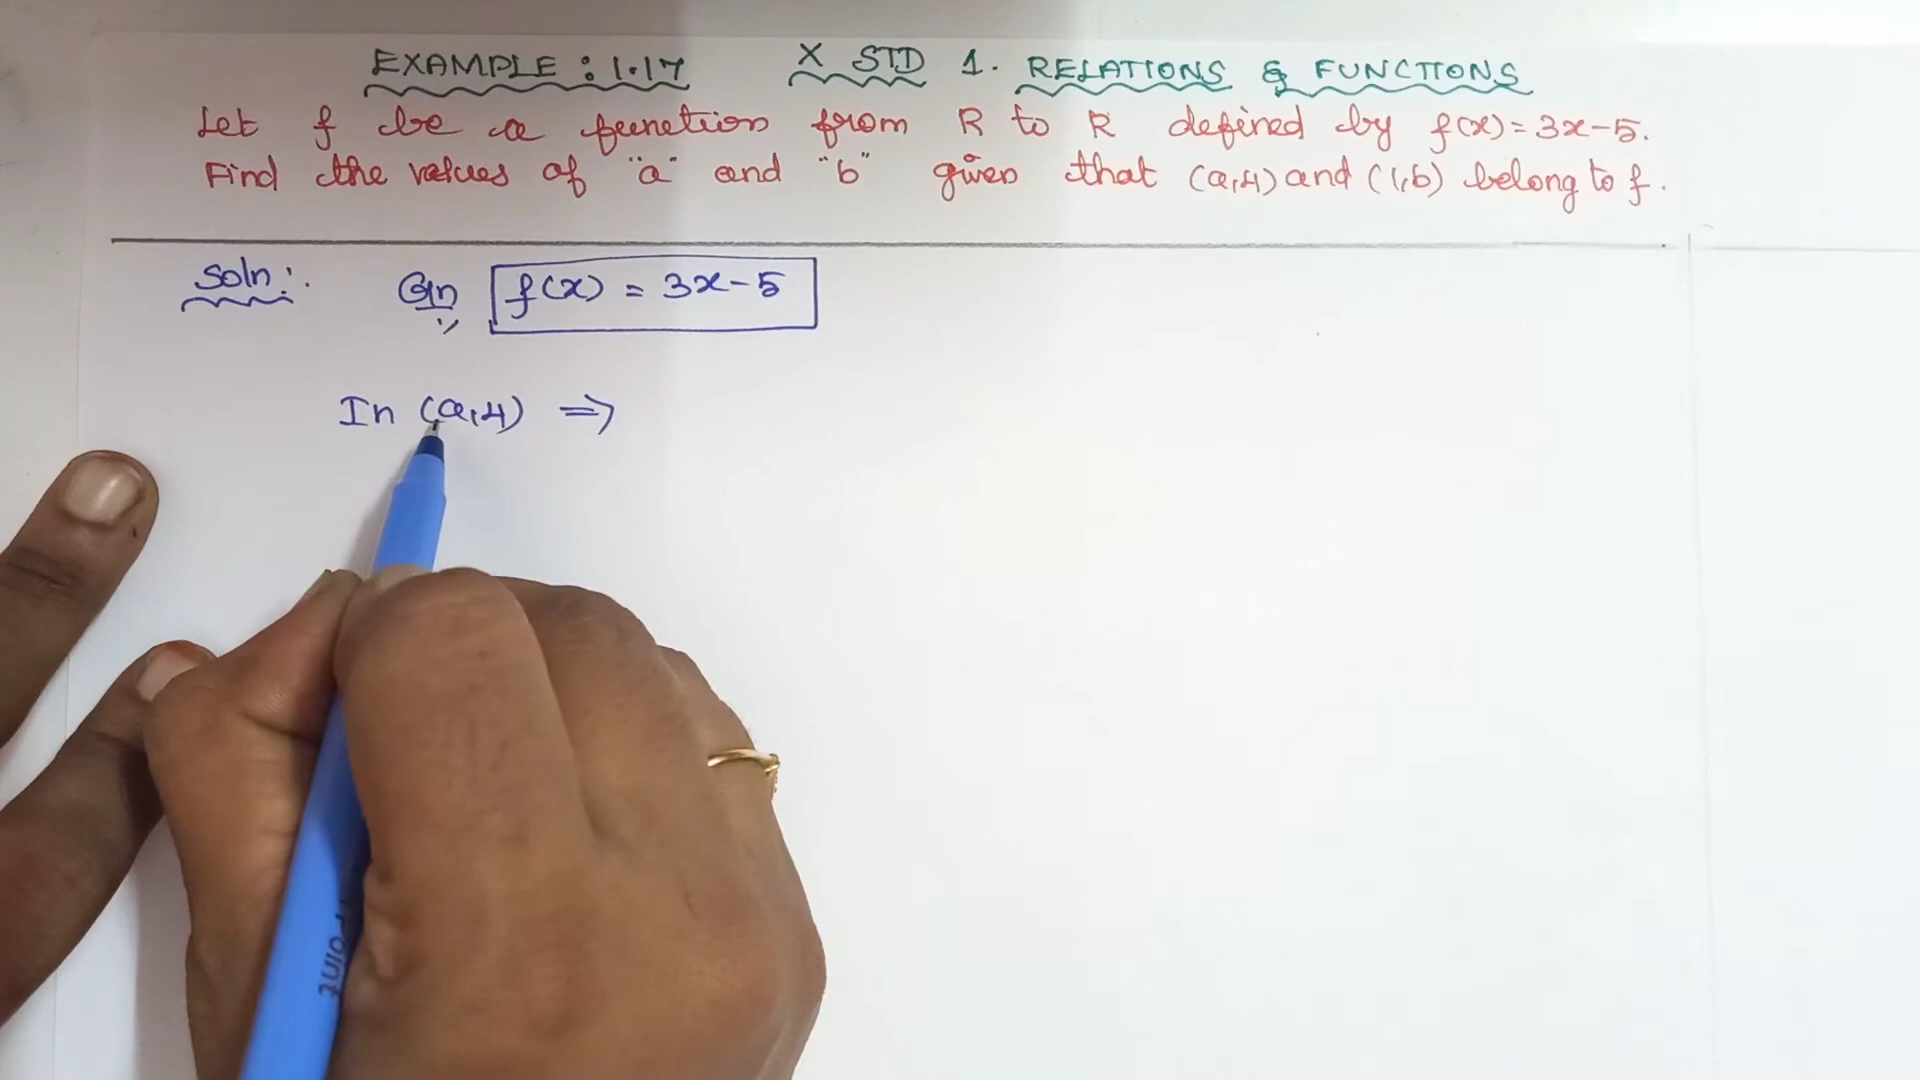 EXAMPLE : 1.17 X STD 1. RELATIONS & FUNCTIONS
Let f be a function from R to R defined by f(x) = 3x-5.
Find the values of "a" and "b" given that (a,4) and (1,b) belong to f.
Soln: Gn f(x) = 3x-5
In (a,4) ⇒